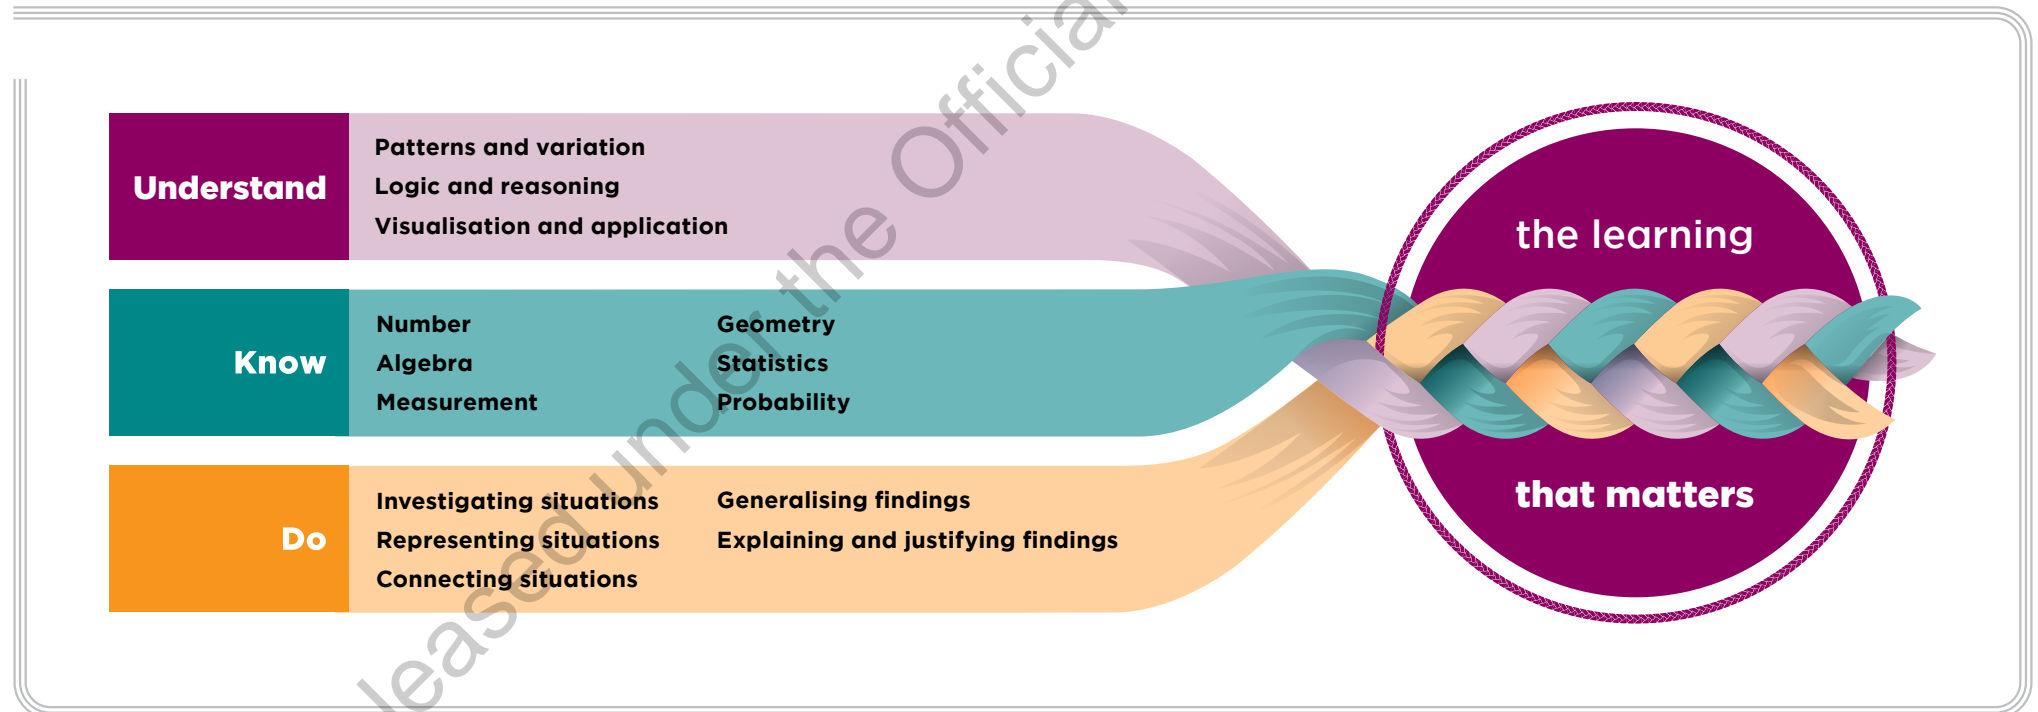 Understand
Patterns and variation
Logic and reasoning
Visualisation and application
Know
Number
Algebra
Measurement
Geometry
Statistics
Probability
Do
Investigating situations
Representing situations
Connecting situations
Generalising findings
Explaining and justifying findings
the learning
that matters
leased under the Official